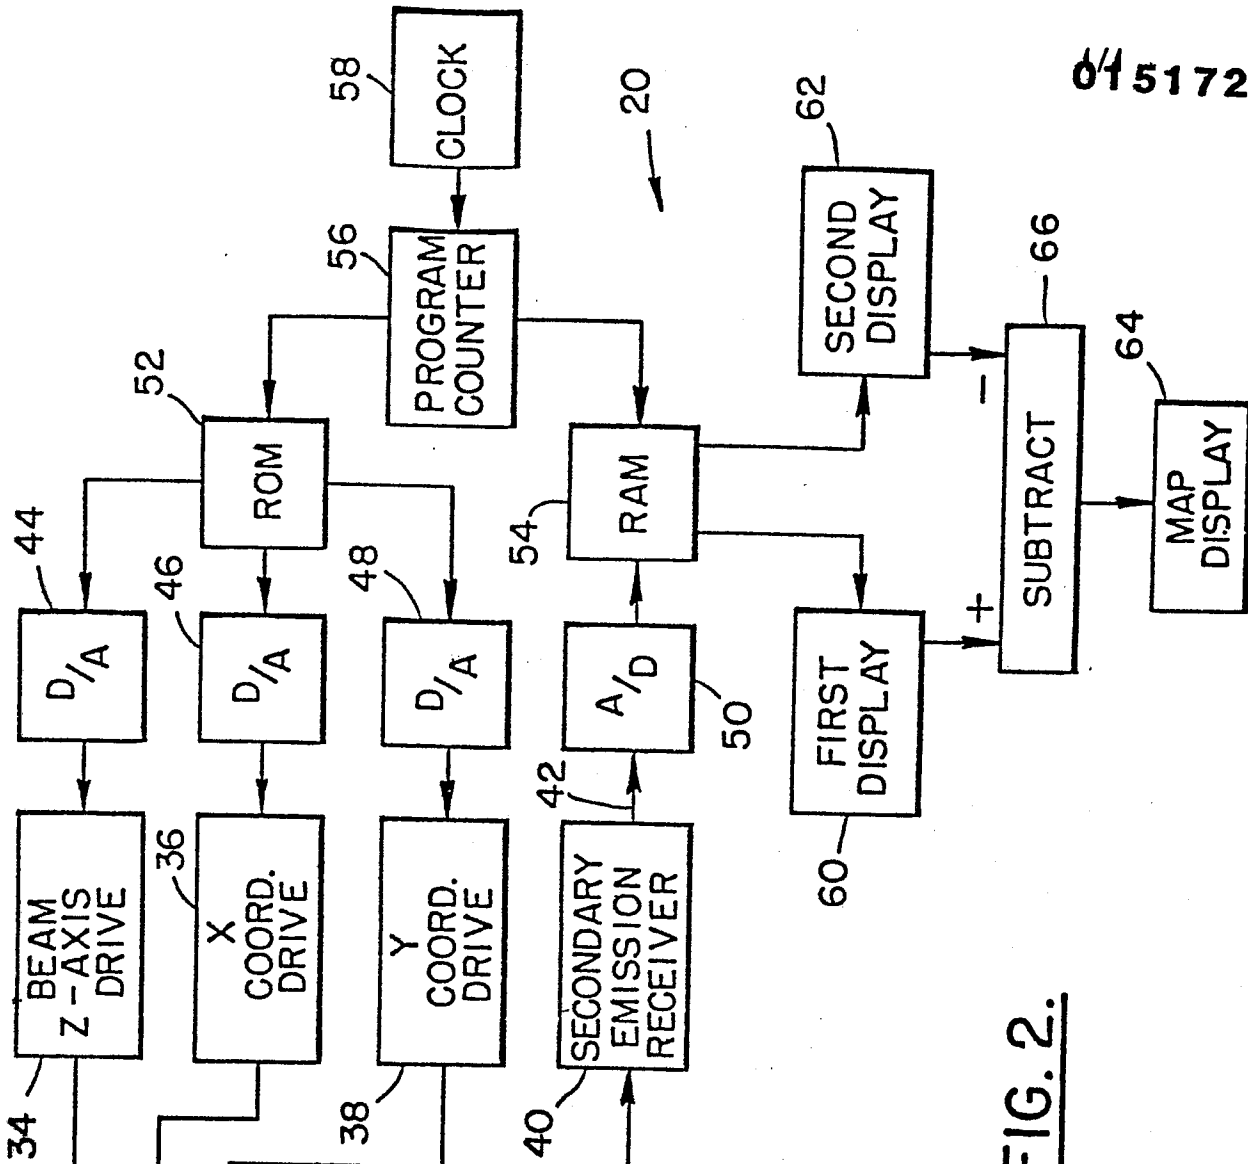 015172
34
BEAM
Z-AXIS
DRIVE
44
D/A
52
ROM
56
PROGRAM
COUNTER
58
CLOCK
36
X
COORD.
DRIVE
46
D/A
38
Y
COORD.
DRIVE
48
D/A
40
SECONDARY
EMISSION
RECEIVER
42
A/D
50
54
RAM
20
60
FIRST
DISPLAY
62
SECOND
DISPLAY
+
-
SUBTRACT
66
MAP
DISPLAY
64
FIG. 2.